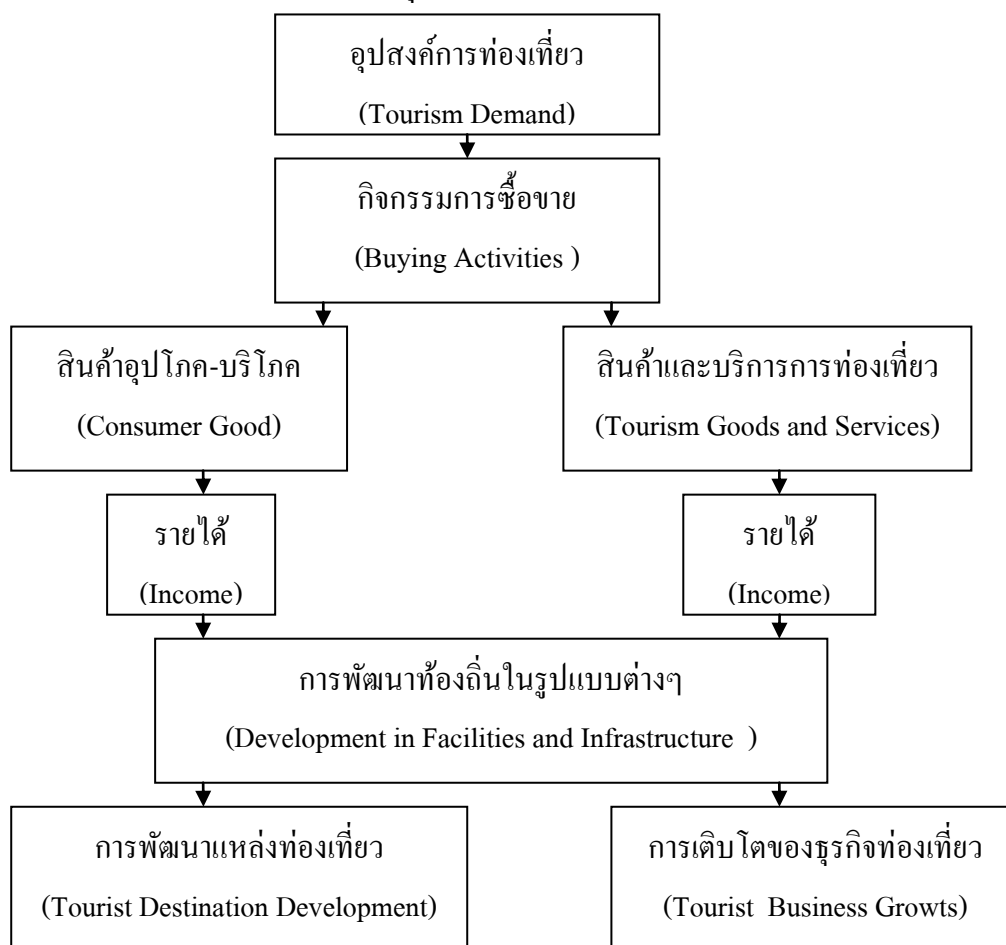 อุปสงค์การท่องเที่ยว
(Tourism Demand)
กิจกรรมการซื้อขาย
(Buying Activities )
สินค้าอุปโภค-บริโภค
(Consumer Good)
สินค้าและบริการการท่องเที่ยว
(Tourism Goods and Services)
รายได้
(Income)
รายได้
(Income)
การพัฒนาท้องถิ่นในรูปแบบต่างๆ
(Development in Facilities and Infrastructure )
การพัฒนาแหล่งท่องเที่ยว
(Tourist Destination Development)
การเติบโตของธุรกิจท่องเที่ยว
(Tourist Business Growts)